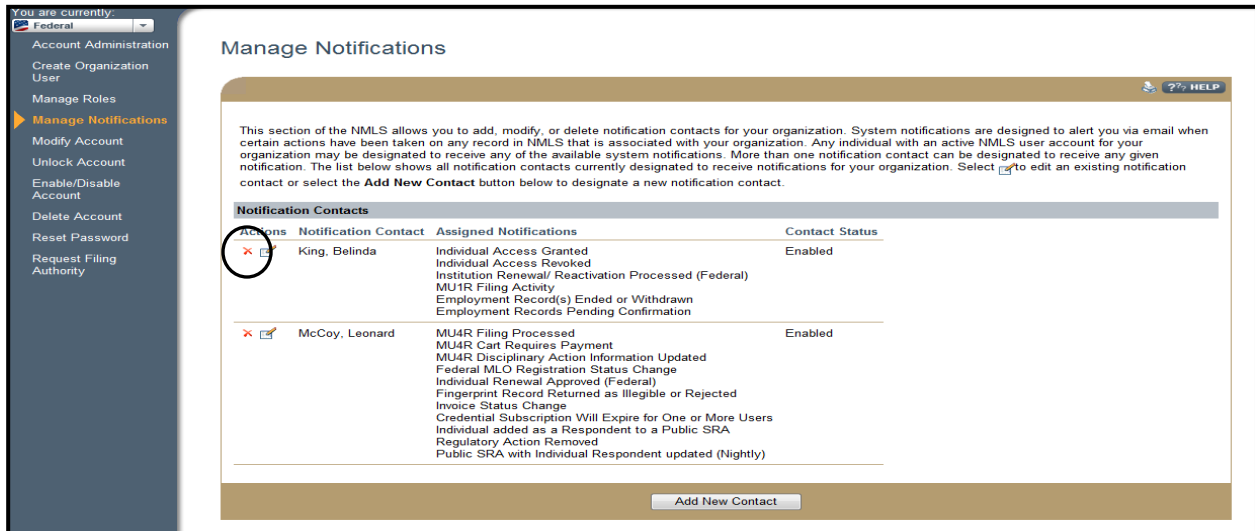 You are currently:
Federal
Account Administration
Create Organization
User
Manage Roles
Manage Notifications
Modify Account
Unlock Account
Enable/Disable
Account
Delete Account
Reset Password
Request Filing
Authority
Manage Notifications
??? HELP
This section of the NMLS allows you to add, modify, or delete notification contacts for your organization. System notifications are designed to alert you via email when
certain actions have been taken on any record in NMLS that is associated with your organization. Any individual with an active NMLS user account for your
organization may be designated to receive any of the available system notifications. More than one notification contact can be designated to receive any given
notification. The list below shows all notification contacts currently designated to receive notifications for your organization. Select to edit an existing notification
contact or select the Add New Contact button below to designate a new notification contact.
Notification Contacts
Actions Notification Contact Assigned Notifications Contact Status
King, Belinda Individual Access Granted Enabled
Individual Access Revoked
Institution Renewal/ Reactivation Processed (Federal)
MU1R Filing Activity
Employment Record(s) Ended or Withdrawn
Employment Records Pending Confirmation
McCoy, Leonard MU4R Filing Processed Enabled
MU4R Cart Requires Payment
MU4R Disciplinary Action Information Updated
Federal MLO Registration Status Change
Individual Renewal Approved (Federal)
Fingerprint Record Returned as Illegible or Rejected
Invoice Status Change
Credential Subscription Will Expire for One or More Users
Individual added as a Respondent to a Public SRA
Regulatory Action Removed
Public SRA with Individual Respondent updated (Nightly)
Add New Contact